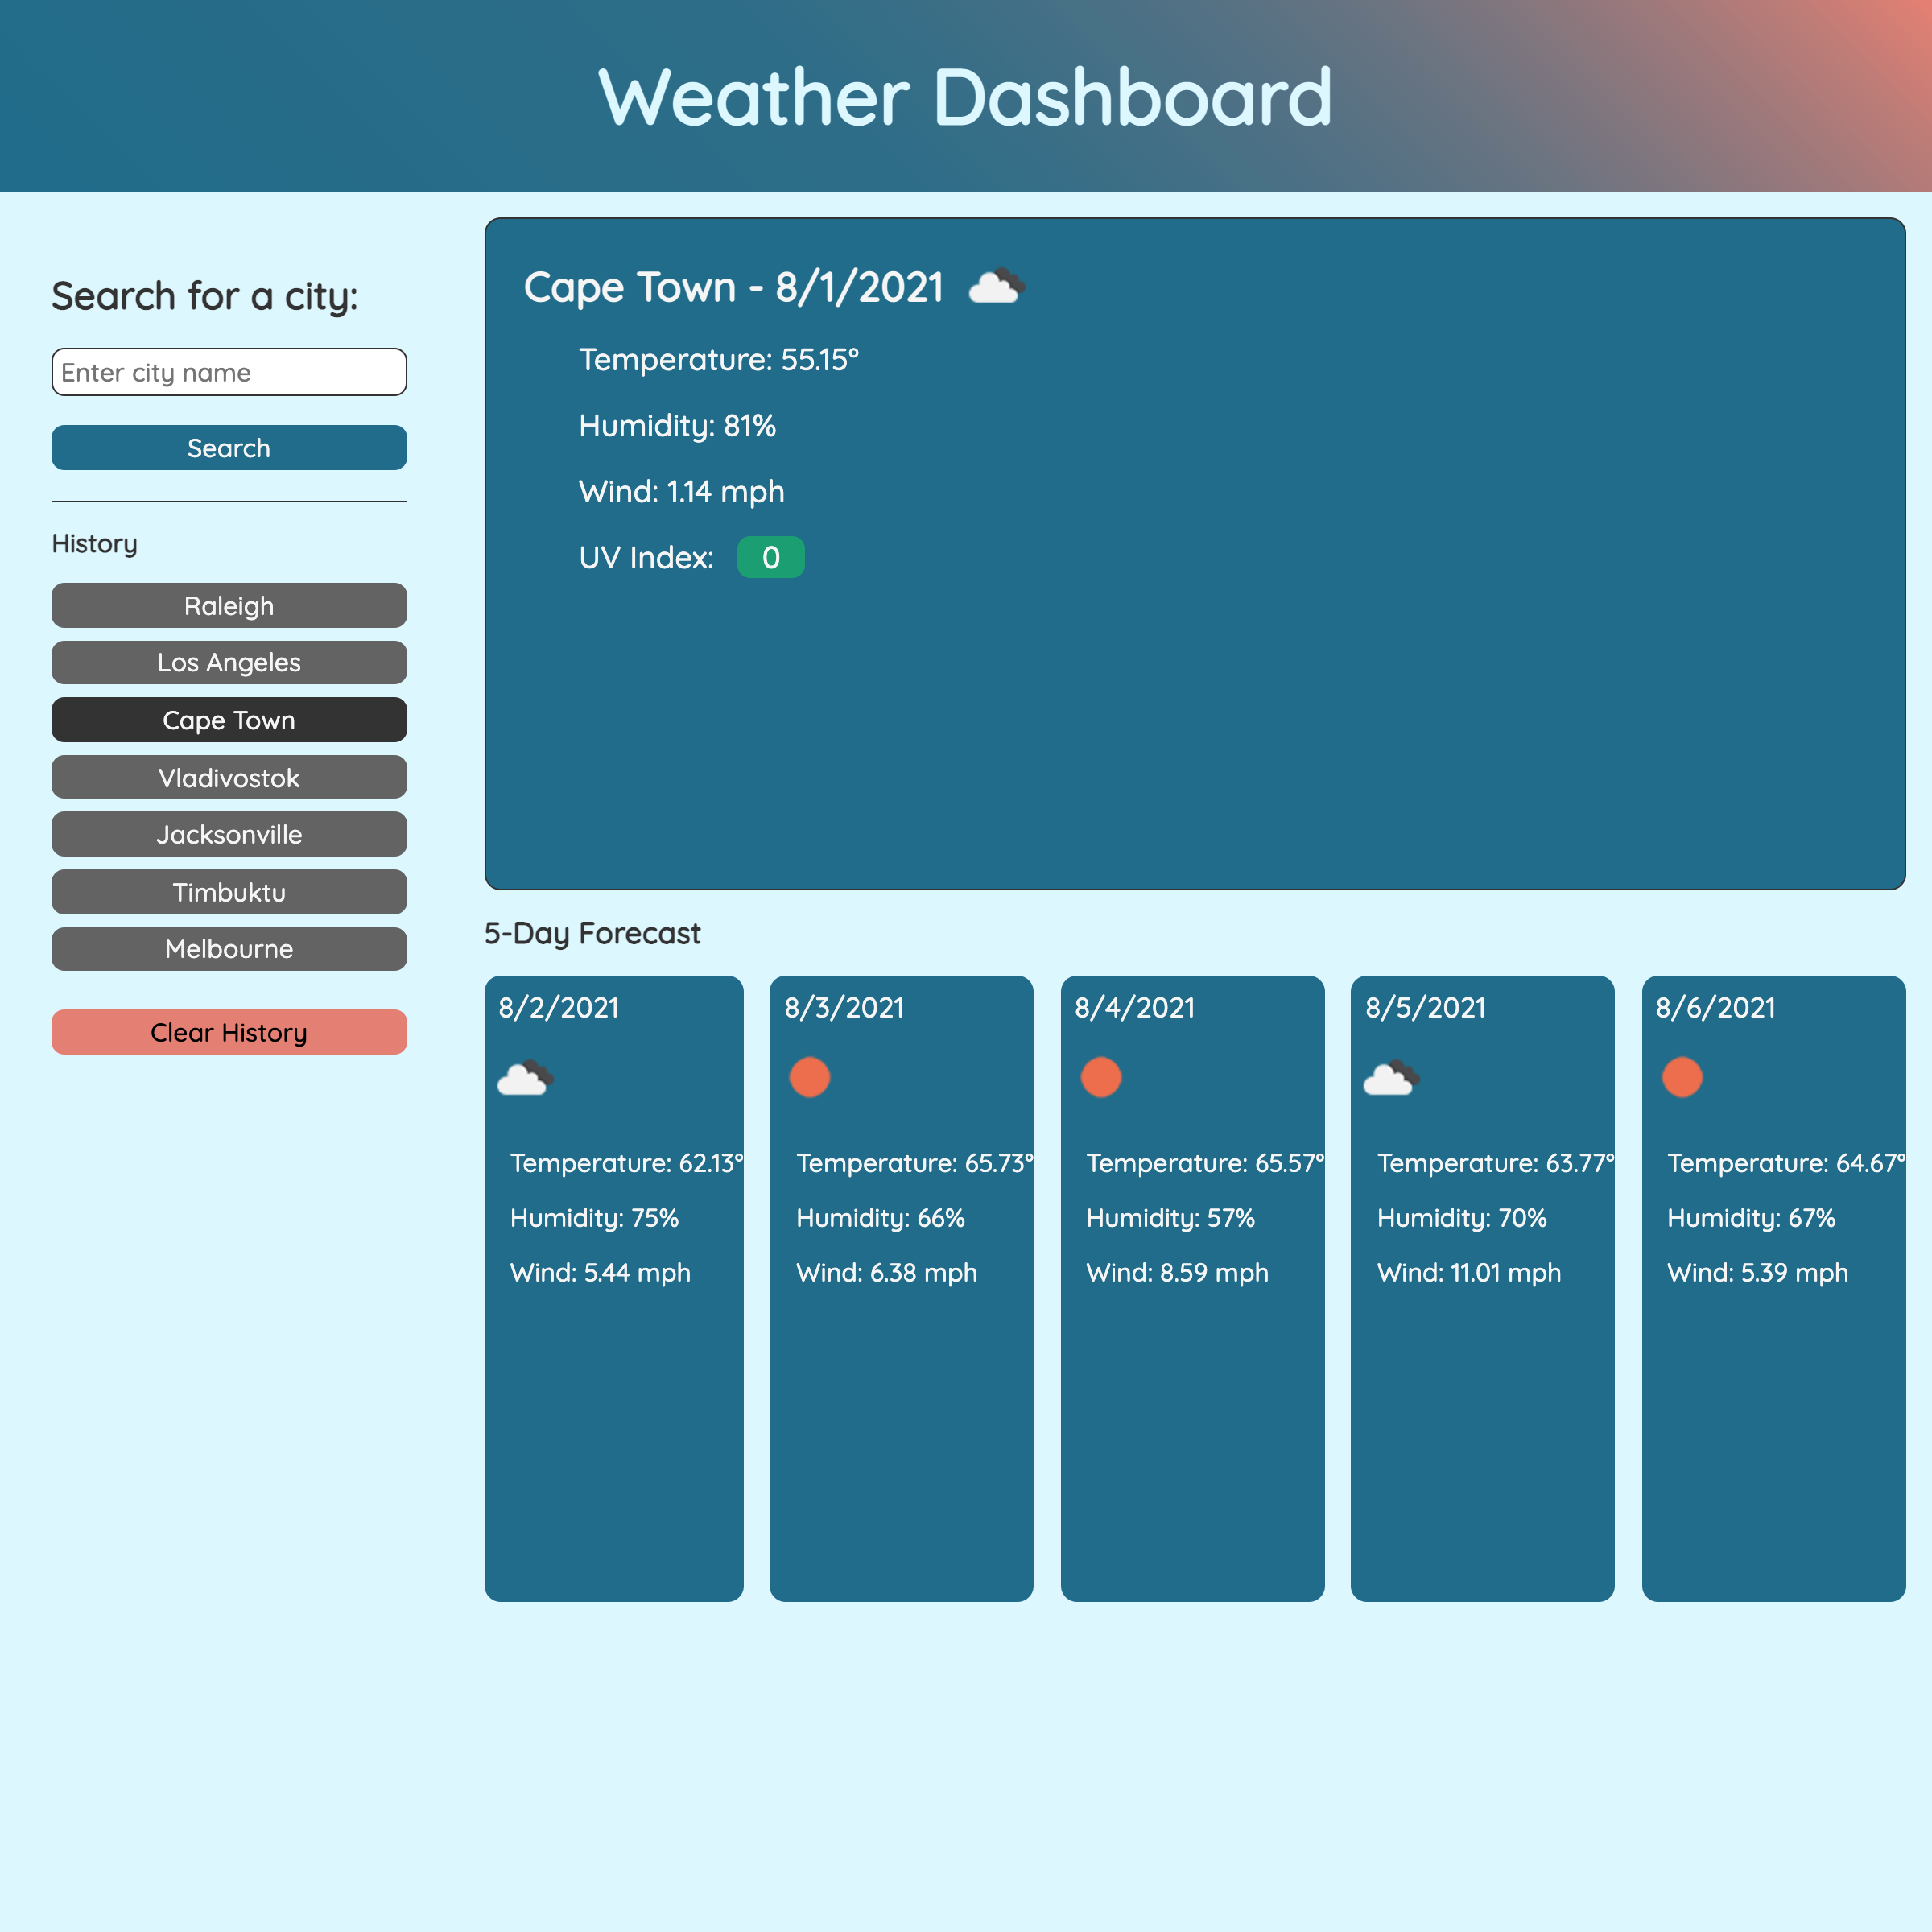 Weather Dashboard
Search for a city:
Enter city name
Search
History
Raleigh
Los Angeles
Cape Town
Vladivostok
Jacksonville
Timbuktu
Melbourne
Clear History
Cape Town - 8/1/2021
Temperature: 55.15°
Humidity: 81%
Wind: 1.14 mph
UV Index: 0
5-Day Forecast
8/2/2021
Temperature: 62.13°
Humidity: 75%
Wind: 5.44 mph
8/3/2021
Temperature: 65.73°
Humidity: 66%
Wind: 6.38 mph
8/4/2021
Temperature: 65.57°
Humidity: 57%
Wind: 8.59 mph
8/5/2021
Temperature: 63.77°
Humidity: 70%
Wind: 11.01 mph
8/6/2021
Temperature: 64.67°
Humidity: 67%
Wind: 5.39 mph